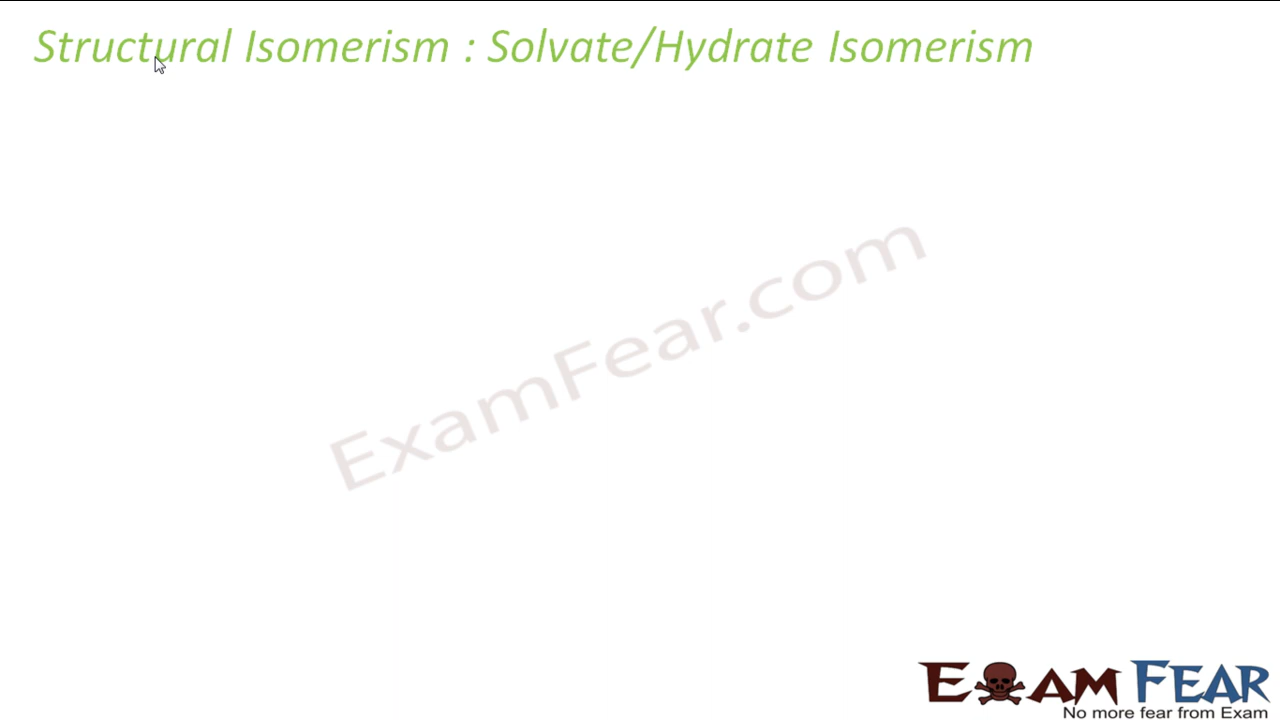 Structural Isomerism : Solvate/Hydrate Isomerism
ExamFear.com
EXAM FEAR
No more fear from Exam